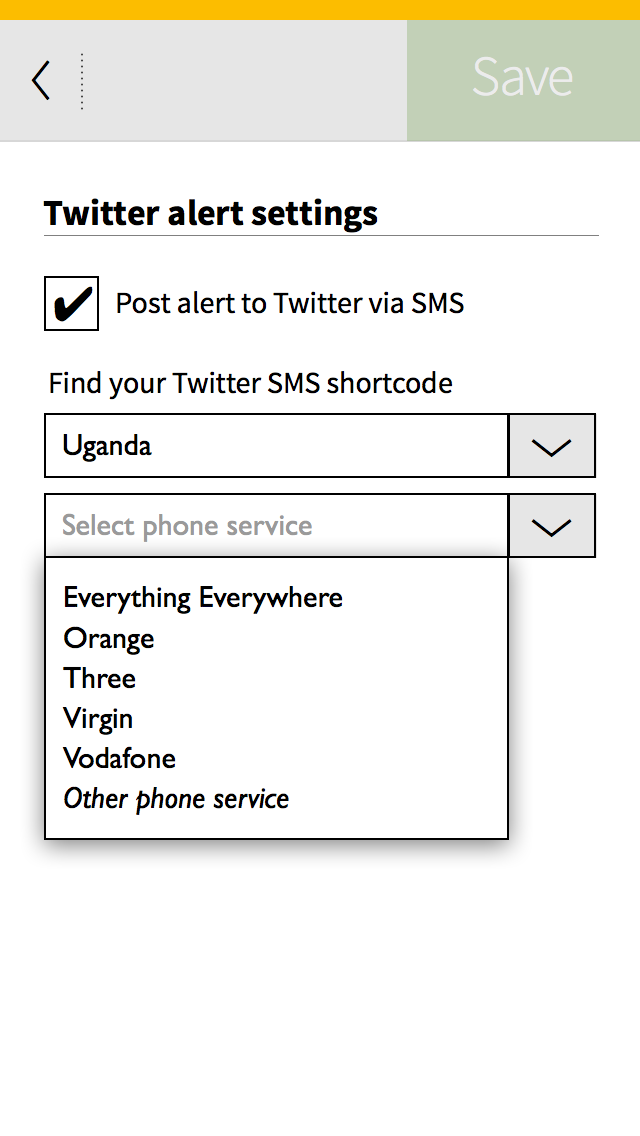 Save
Twitter alert settings
Post alert to Twitter via SMS
Find your Twitter SMS shortcode
Uganda
Select phone service
Everything Everywhere
Orange
Three
Virgin
Vodafone
Other phone service